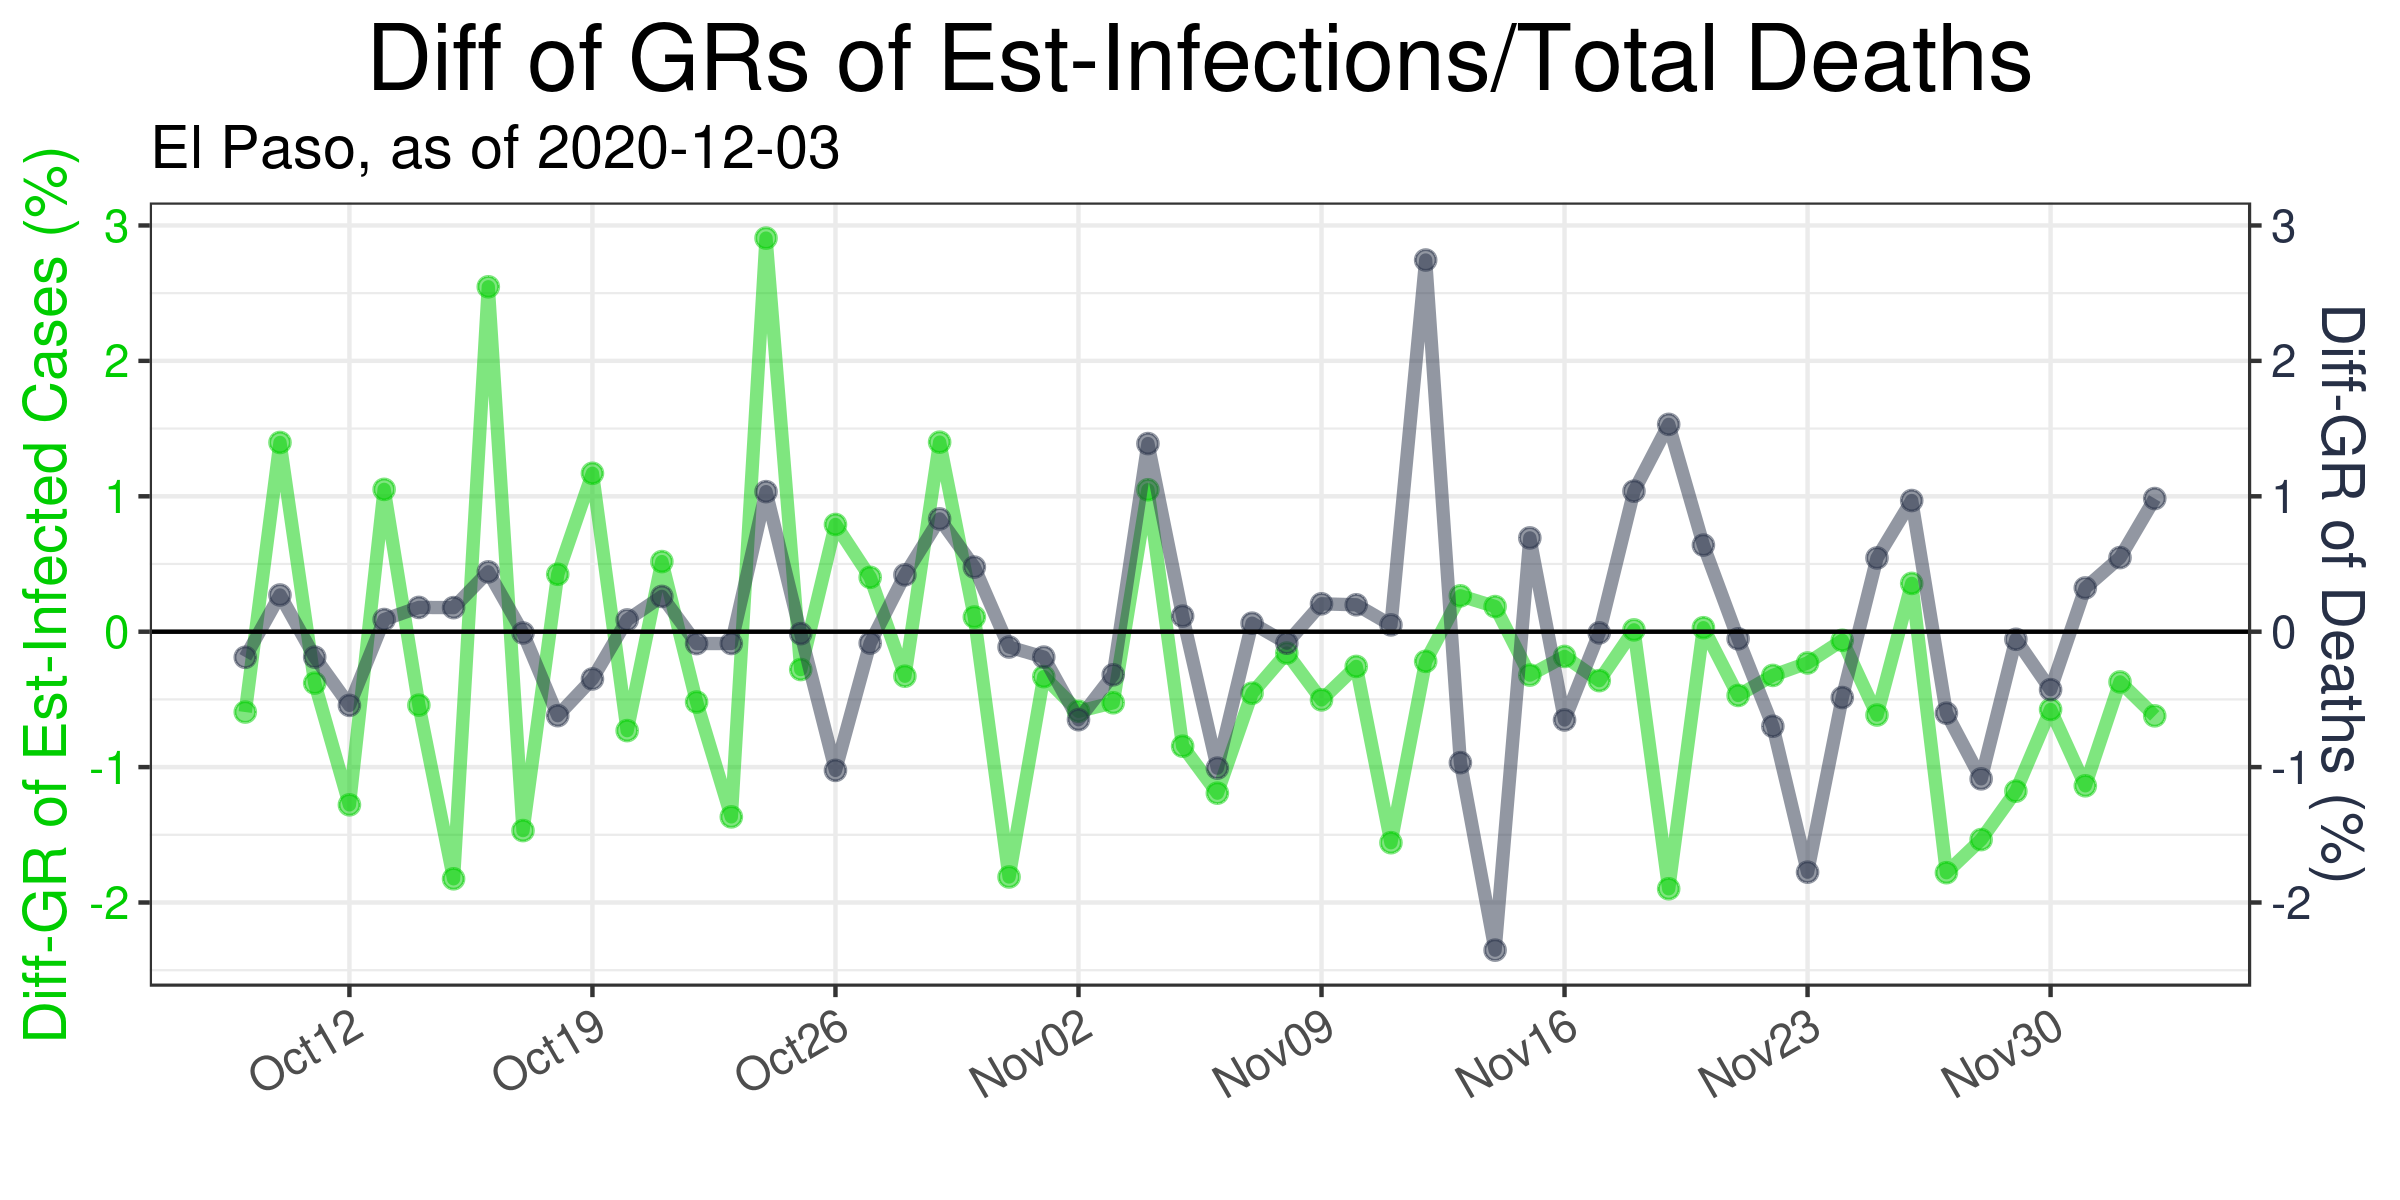 Diff of GRs of Est-Infections/Total Deaths
El Paso, as of 2020-12-03
Diff-GR of Est-Infected Cases (%)
3
2
1
0
-1
-2
3
2
1
0
-1
-2
Diff-GR of Deaths (%)
Oct12
Oct19
Oct26
Nov02
Nov09
Nov16
Nov23
Nov30